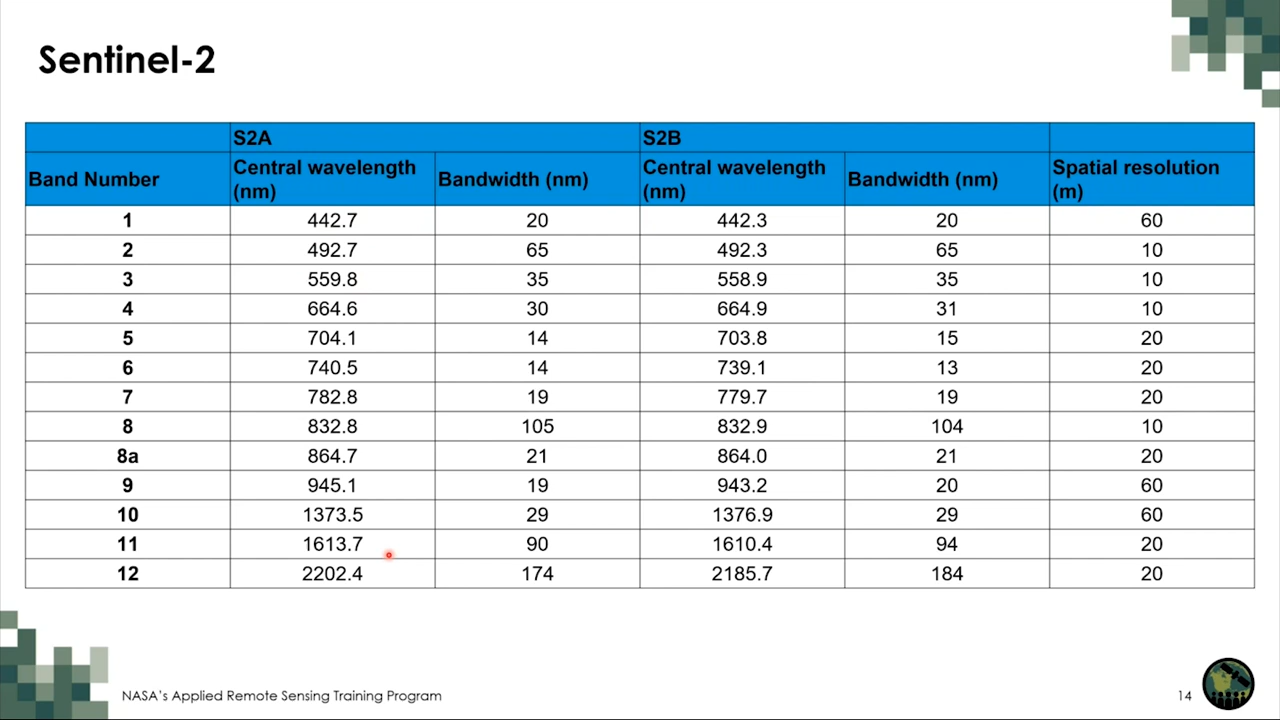 Sentinel-2
S2A S2B
Band Number Central wavelength (nm) Bandwidth (nm) Central wavelength (nm) Bandwidth (nm) Spatial resolution (m)
1 442.7 20 442.3 20 60
2 492.7 65 492.3 65 10
3 559.8 35 558.9 35 10
4 664.6 30 664.9 31 10
5 704.1 14 703.8 15 20
6 740.5 14 739.1 13 20
7 782.8 19 779.7 19 20
8 832.8 105 832.9 104 10
8a 864.7 21 864.0 21 20
9 945.1 19 943.2 20 60
10 1373.5 29 1376.9 29 60
11 1613.7 90 1610.4 94 20
12 2202.4 174 2185.7 184 20
NASA's Applied Remote Sensing Training Program 14